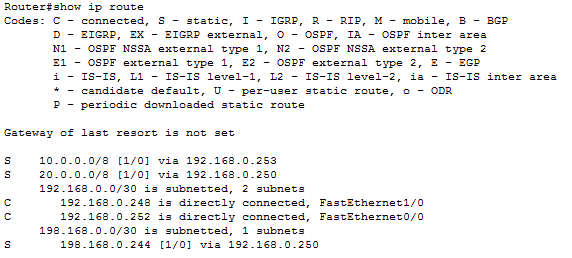 Router#show ip route
Codes: C - connected, S - static, I - IGRP, R - RIP, M - mobile, B - BGP
D - EIGRP, EX - EIGRP external, O - OSPF, IA - OSPF inter area
N1 - OSPF NSSA external type 1, N2 - OSPF NSSA external type 2
E1 - OSPF external type 1, E2 - OSPF external type 2, E - EGP
i - IS-IS, L1 - IS-IS level-1, L2 - IS-IS level-2, ia - IS-IS inter area
* - candidate default, U - per-user static route, o - ODR
P - periodic downloaded static route
Gateway of last resort is not set
S 10.0.0.0/8 [1/0] via 192.168.0.253
S 20.0.0.0/8 [1/0] via 192.168.0.250
192.168.0.0/30 is subnetted, 2 subnets
C 192.168.0.248 is directly connected, FastEthernet1/0
C 192.168.0.252 is directly connected, FastEthernet0/0
198.168.0.0/30 is subnetted, 1 subnets
S 198.168.0.244 [1/0] via 192.168.0.250